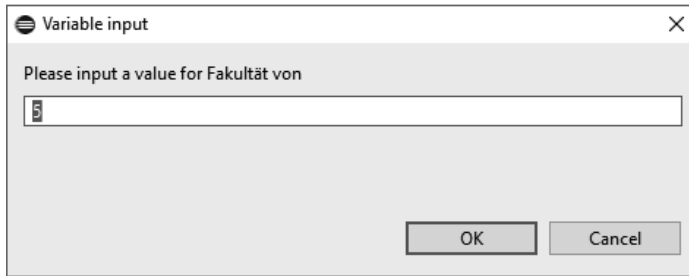 Variable input
Please input a value for Fakultät von
5
OK
Cancel